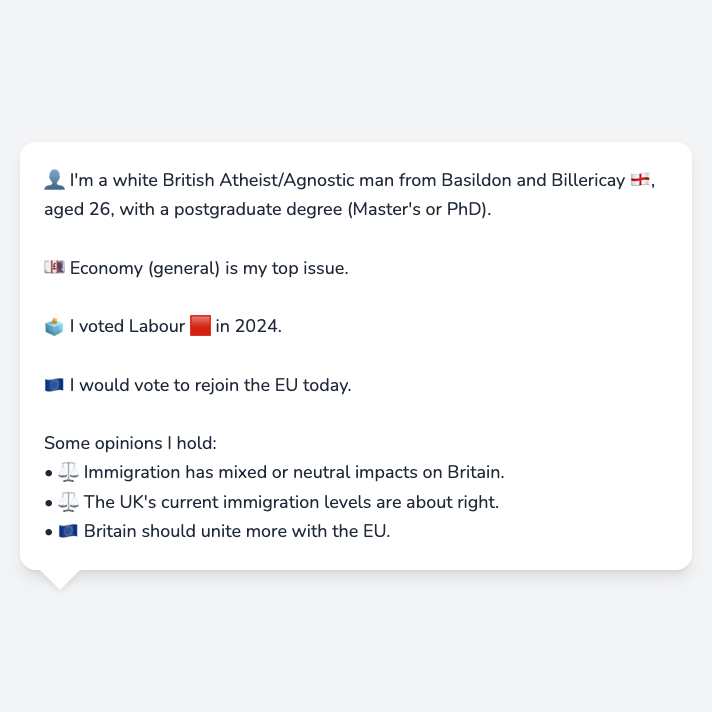 👤 I'm a white British Atheist/Agnostic man from Basildon and Billericay 🏴󠁧󠁢󠁥󠁮󠁧󠁿,
aged 26, with a postgraduate degree (Master's or PhD).
💷 Economy (general) is my top issue.
🗳️ I voted Labour 🟥 in 2024.
🇪🇺 I would vote to rejoin the EU today.
Some opinions I hold:
• ⚖️ Immigration has mixed or neutral impacts on Britain.
• ⚖️ The UK's current immigration levels are about right.
• 🇪🇺 Britain should unite more with the EU.